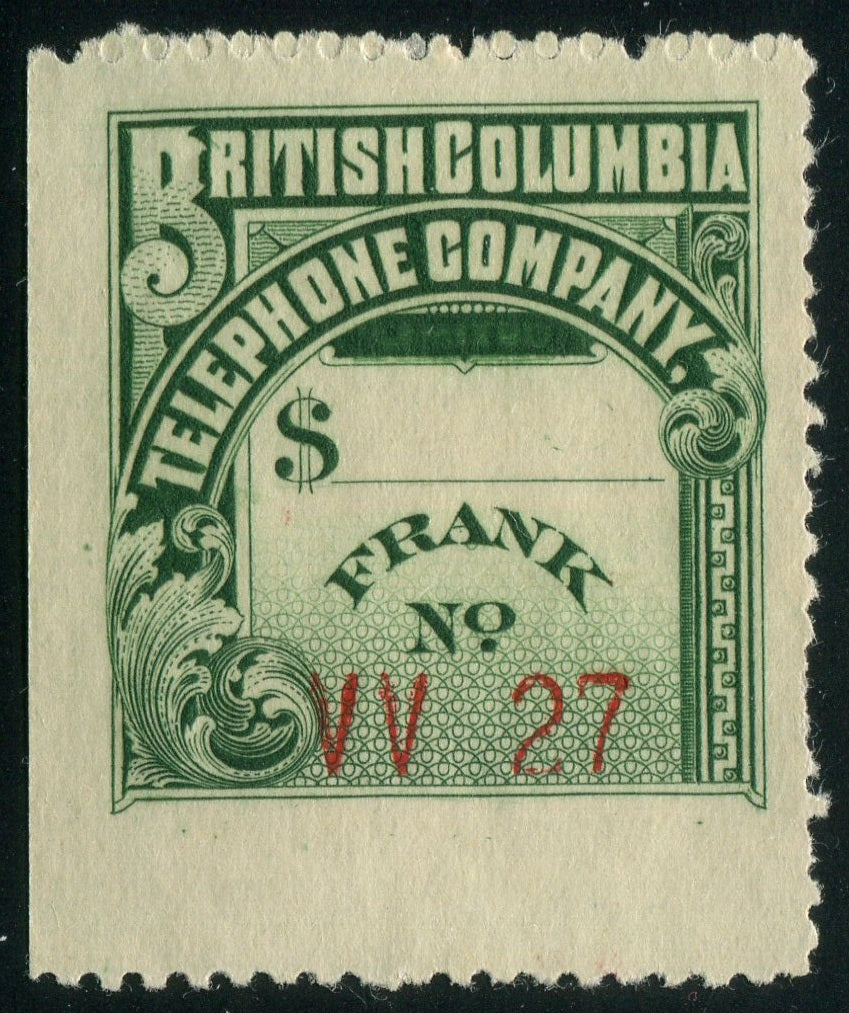 BRITISH COLUMBIA
TELEPHONE COMPANY,
$
FRANK
No.
VV 27